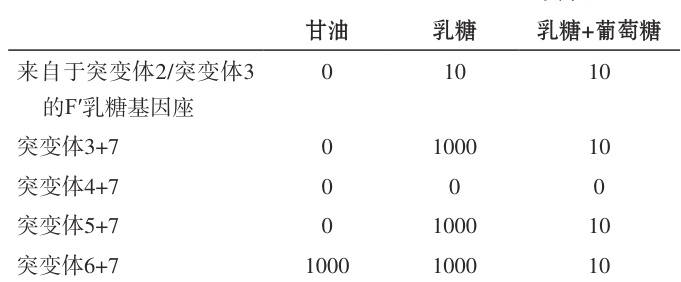 甘油 乳糖 乳糖+葡萄糖
来自于突变体2/突变体3 0 10 10
的F′乳糖基因座
突变体3+7 0 1000 10
突变体4+7 0 0 0
突变体5+7 0 1000 10
突变体6+7 1000 1000 10